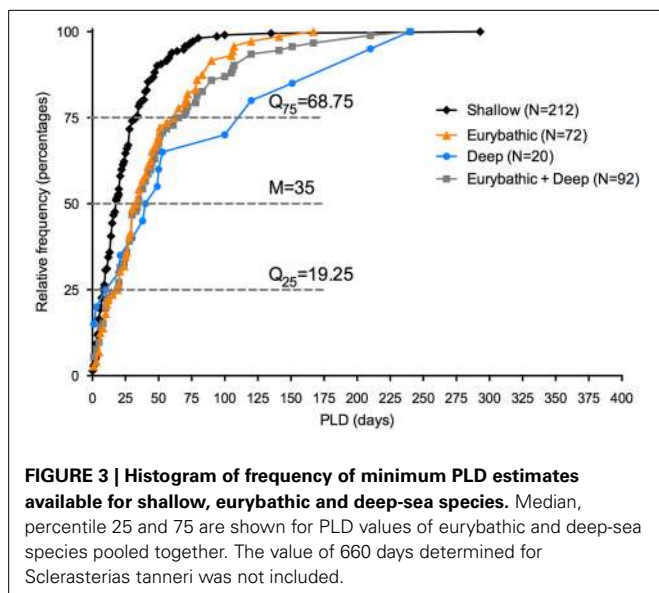 Relative frequency (percentages)
100
75
50
25
0
Q75=68.75
M=35
Q25=19.25
Shallow (N=212)
Eurybathic (N=72)
Deep (N=20)
Eurybathic + Deep (N=92)
0 25 50 75 100 125 150 175 200 225 250 275 300 325 350 375 400
PLD (days)
FIGURE 3 | Histogram of frequency of minimum PLD estimates
available for shallow, eurybathic and deep-sea species. Median,
percentile 25 and 75 are shown for PLD values of eurybathic and deep-sea
species pooled together. The value of 660 days determined for
Sclerasterias tanneri was not included.